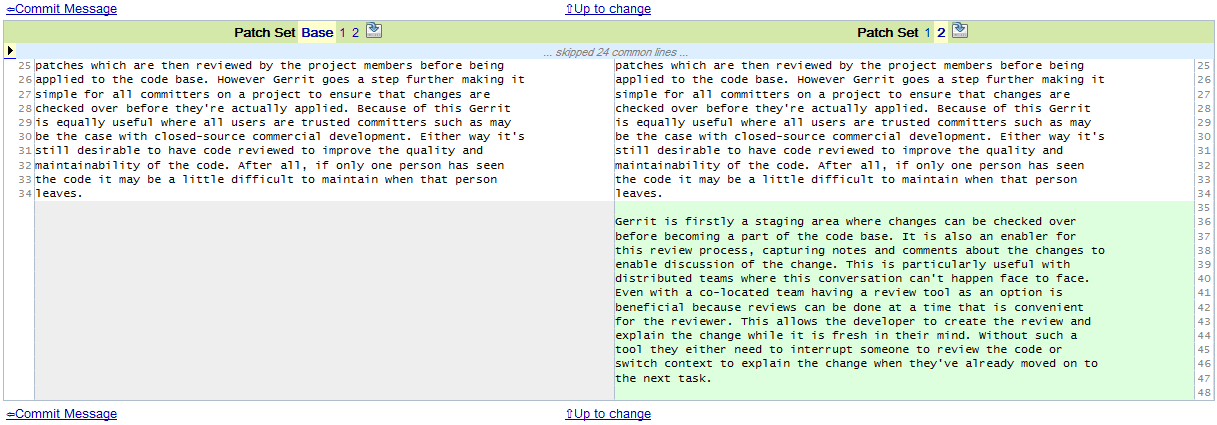 ⇦Commit Message ⇧Up to change
Patch Set Base 1 2 Patch Set 1 2
... skipped 24 common lines ...
25 patches which are then reviewed by the project members before being patches which are then reviewed by the project members before being 25
26 applied to the code base. However Gerrit goes a step further making it applied to the code base. However Gerrit goes a step further making it 26
27 simple for all committers on a project to ensure that changes are simple for all committers on a project to ensure that changes are 27
28 checked over before they're actually applied. Because of this Gerrit checked over before they're actually applied. Because of this Gerrit 28
29 is equally useful where all users are trusted committers such as may is equally useful where all users are trusted committers such as may 29
30 be the case with closed-source commercial development. Either way it's be the case with closed-source commercial development. Either way it's 30
31 still desirable to have code reviewed to improve the quality and still desirable to have code reviewed to improve the quality and 31
32 maintainability of the code. After all, if only one person has seen maintainability of the code. After all, if only one person has seen 32
33 the code it may be a little difficult to maintain when that person the code it may be a little difficult to maintain when that person 33
34 leaves. leaves. 34
35
Gerrit is firstly a staging area where changes can be checked over 36
before becoming a part of the code base. It is also an enabler for 37
this review process, capturing notes and comments about the changes to 38
enable discussion of the change. This is particularly useful with 39
distributed teams where this conversation can't happen face to face. 40
Even with a co-located team having a review tool as an option is 41
beneficial because reviews can be done at a time that is convenient 42
for the reviewer. This allows the developer to create the review and 43
explain the change while it is fresh in their mind. Without such a 44
tool they either need to interrupt someone to review the code or 45
switch context to explain the change when they've already moved on to 46
the next task. 47
48
⇦Commit Message ⇧Up to change